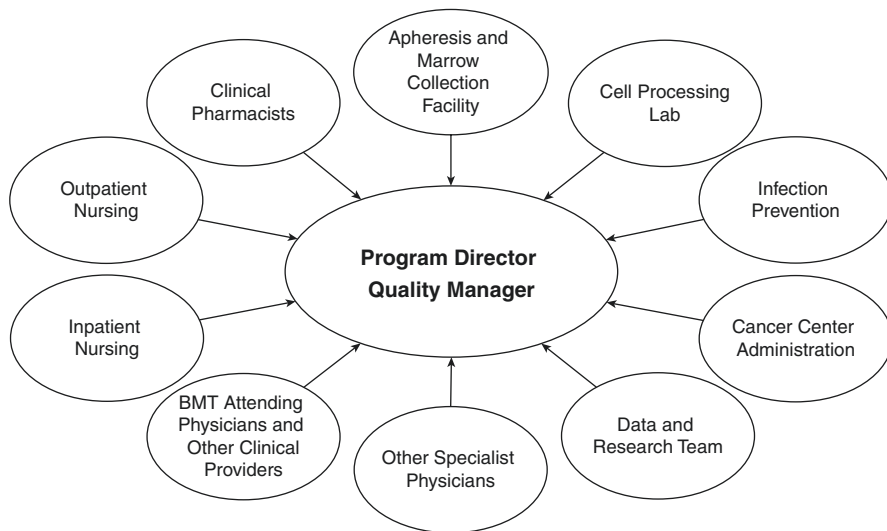 Apheresis and
Marrow
Collection
Facility
Clinical
Pharmacists
Cell Processing
Lab
Outpatient
Nursing
Infection
Prevention
Program Director
Quality Manager
Inpatient
Nursing
Cancer Center
Administration
BMT Attending
Physicians and
Other Clinical
Providers
Data and
Research Team
Other Specialist
Physicians